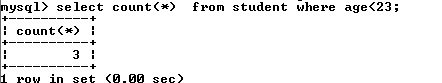 mysql> select count(*)  from student where age<23;
+----------+
| count(*) |
+----------+
|        3 |
+----------+
1 row in set (0.00 sec)